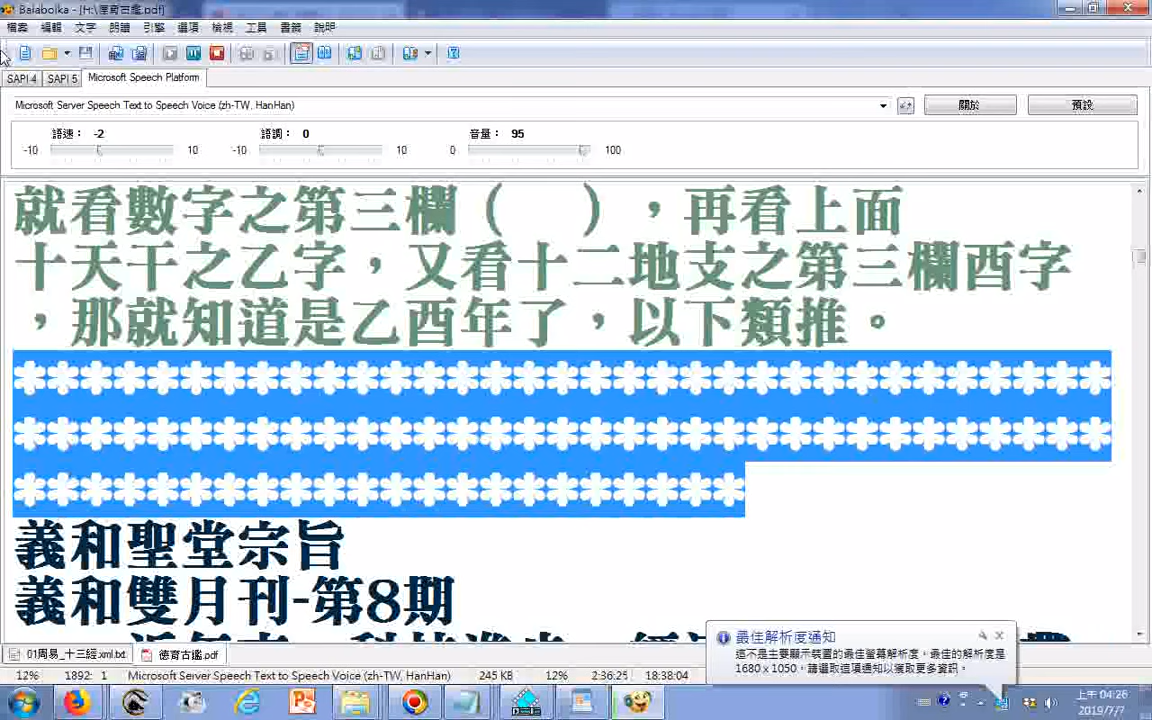 Balabolka - [H:\德育古鑑.pdf]
檔案 編輯 文字 朗讀 引擎 選項 檢視 工具 書籤 說明
SAPI 4 SAPI 5 Microsoft Speech Platform
Microsoft Server Speech Text to Speech Voice (zh-TW, HanHan) 關於 預設
語速： -2 語調： 0 音量： 95
-10 10 -10 10 0 100
就看數字之第三欄（ ），再看上面
十天干之乙字，又看十二地支之第三欄酉字
，那就知道是乙酉年了，以下類推。
✽✽✽✽✽✽✽✽✽✽✽✽✽✽✽✽✽✽✽✽✽✽✽✽✽✽✽✽✽✽✽✽✽
✽✽✽✽✽✽✽✽✽✽✽✽✽✽✽✽✽✽✽✽✽✽✽✽✽✽✽✽✽✽✽✽✽
✽✽✽✽✽✽✽✽✽✽✽✽✽✽✽✽✽✽✽✽✽✽
義和聖堂宗旨
義和雙月刊-第8期
最佳解析度通知
這不是主要顯示裝置的最佳螢幕解析度。最佳的解析度是
1680 x 1050。請選取這項通知以獲取更多資訊。
01周易_十三經.xml.txt 德育古鑑.pdf
12% 1892: 1 Microsoft Server Speech Text to Speech Voice (zh-TW, HanHan) 245 KB 12% 2:36:25 18:38:04
上午 04:26
2019/7/7